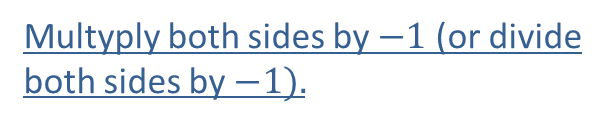 Multyply both sides by −1 (or divide
both sides by −1).